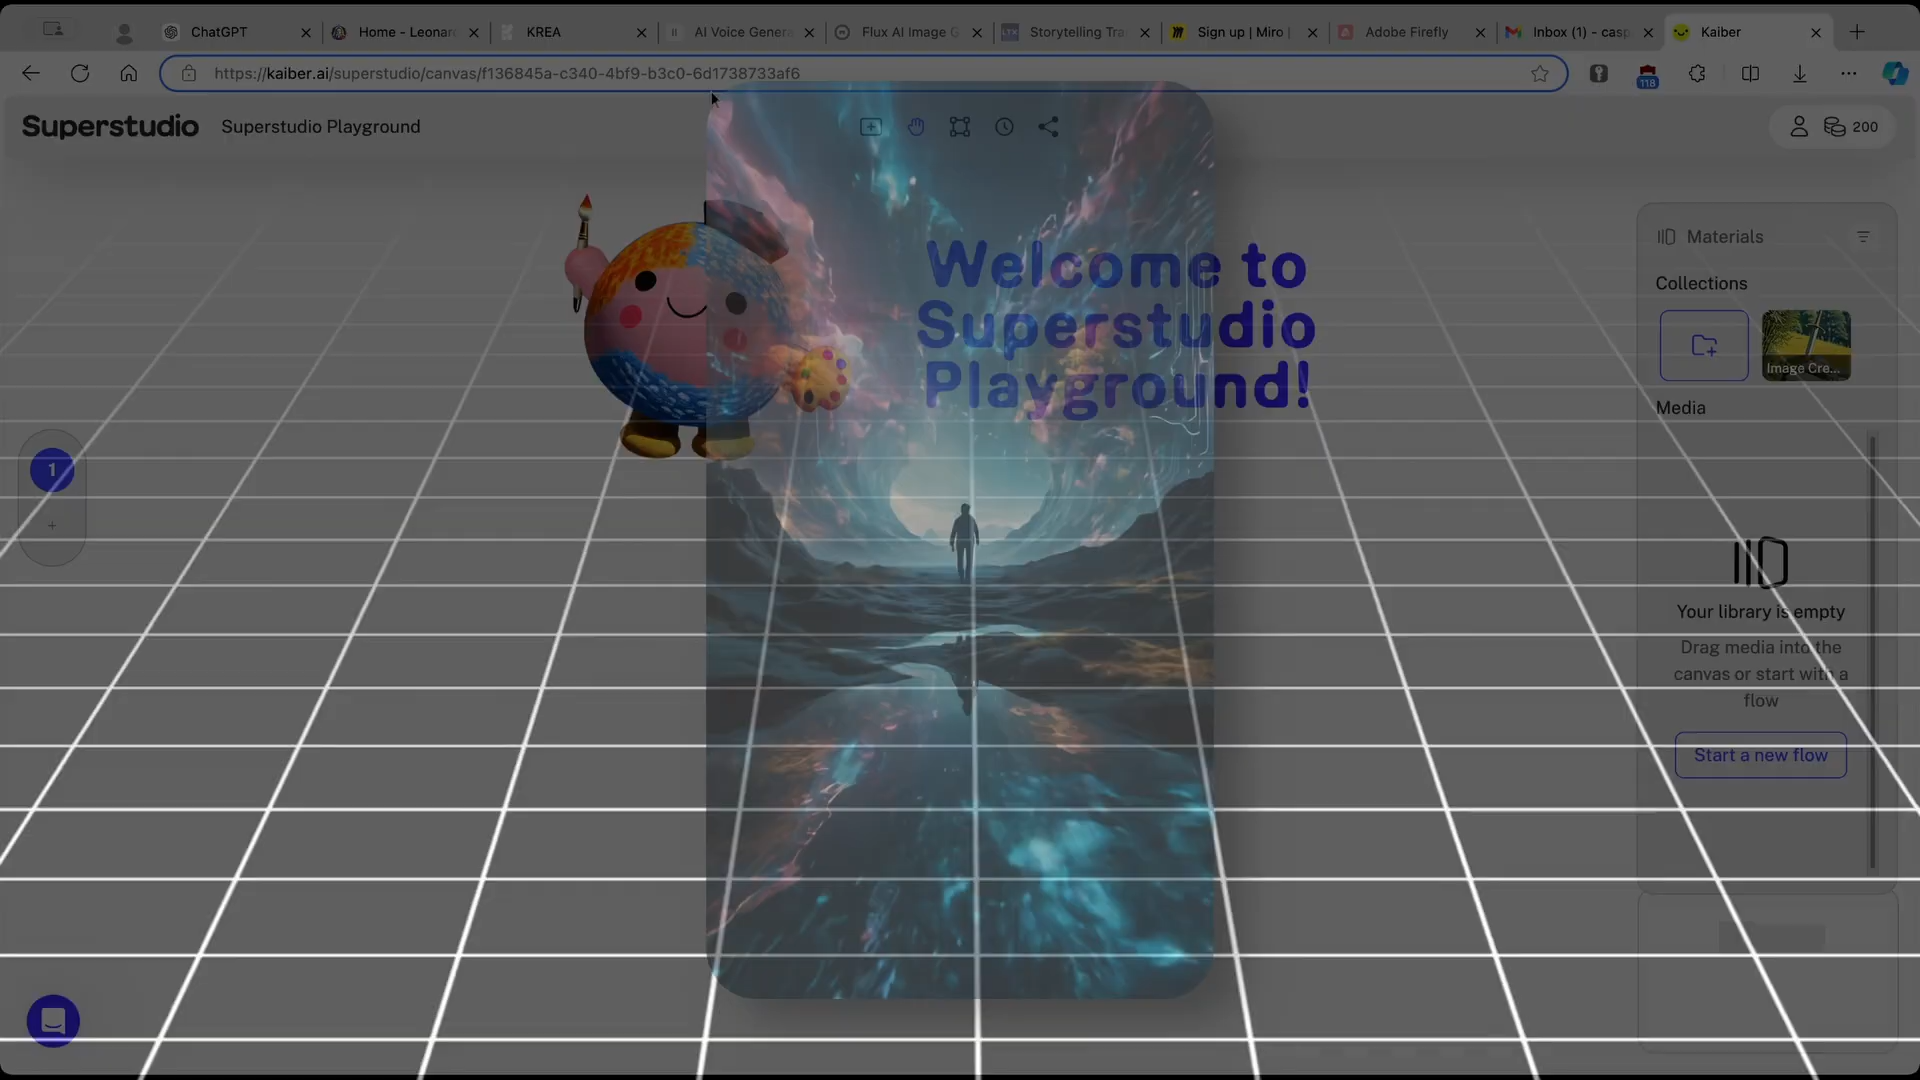 ChatGPT
Home - Leonar
KREA
AI Voice Genera
Flux AI Image G
Storytelling Tra
Sign up | Miro |
Adobe Firefly
Inbox (1) - casp
Kaiber
https://kaiber.ai/superstudio/canvas/f136845a-c340-4bf9-b3c0-6d1738733af6
118
Superstudio
Superstudio Playground
200
Welcome to
Superstudio
Playground!
Materials
Collections
Image Cre...
Media
1
+
Your library is empty
Drag media into the
canvas or start with a
flow
Start a new flow